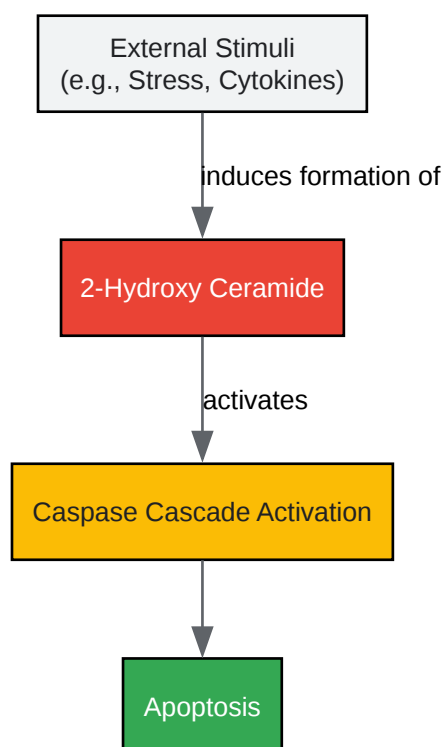 External Stimuli
(e.g., Stress, Cytokines)
induces formation of
2-Hydroxy Ceramide
activates
Caspase Cascade Activation
Apoptosis